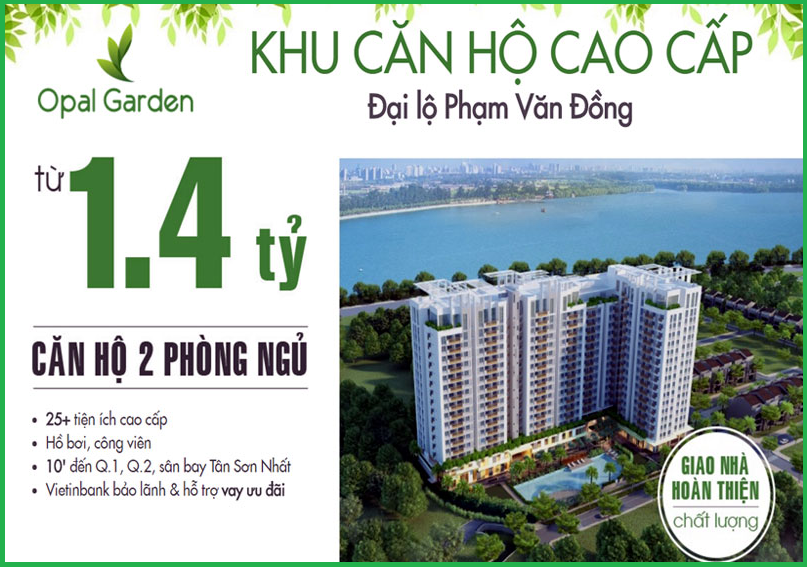 Opal Garden
KHU CĂN HỘ CAO CẤP
Đại lộ Phạm Văn Đồng
từ 1.4 tỷ
CĂN HỘ 2 PHÒNG NGỦ
• 25+ tiện ích cao cấp
• Hồ bơi, công viên
• 10' đến Q.1, Q.2, sân bay Tân Sơn Nhất
• Vietinbank bảo lãnh & hỗ trợ vay ưu đãi
GIAO NHÀ
HOÀN THIỆN
chất lượng